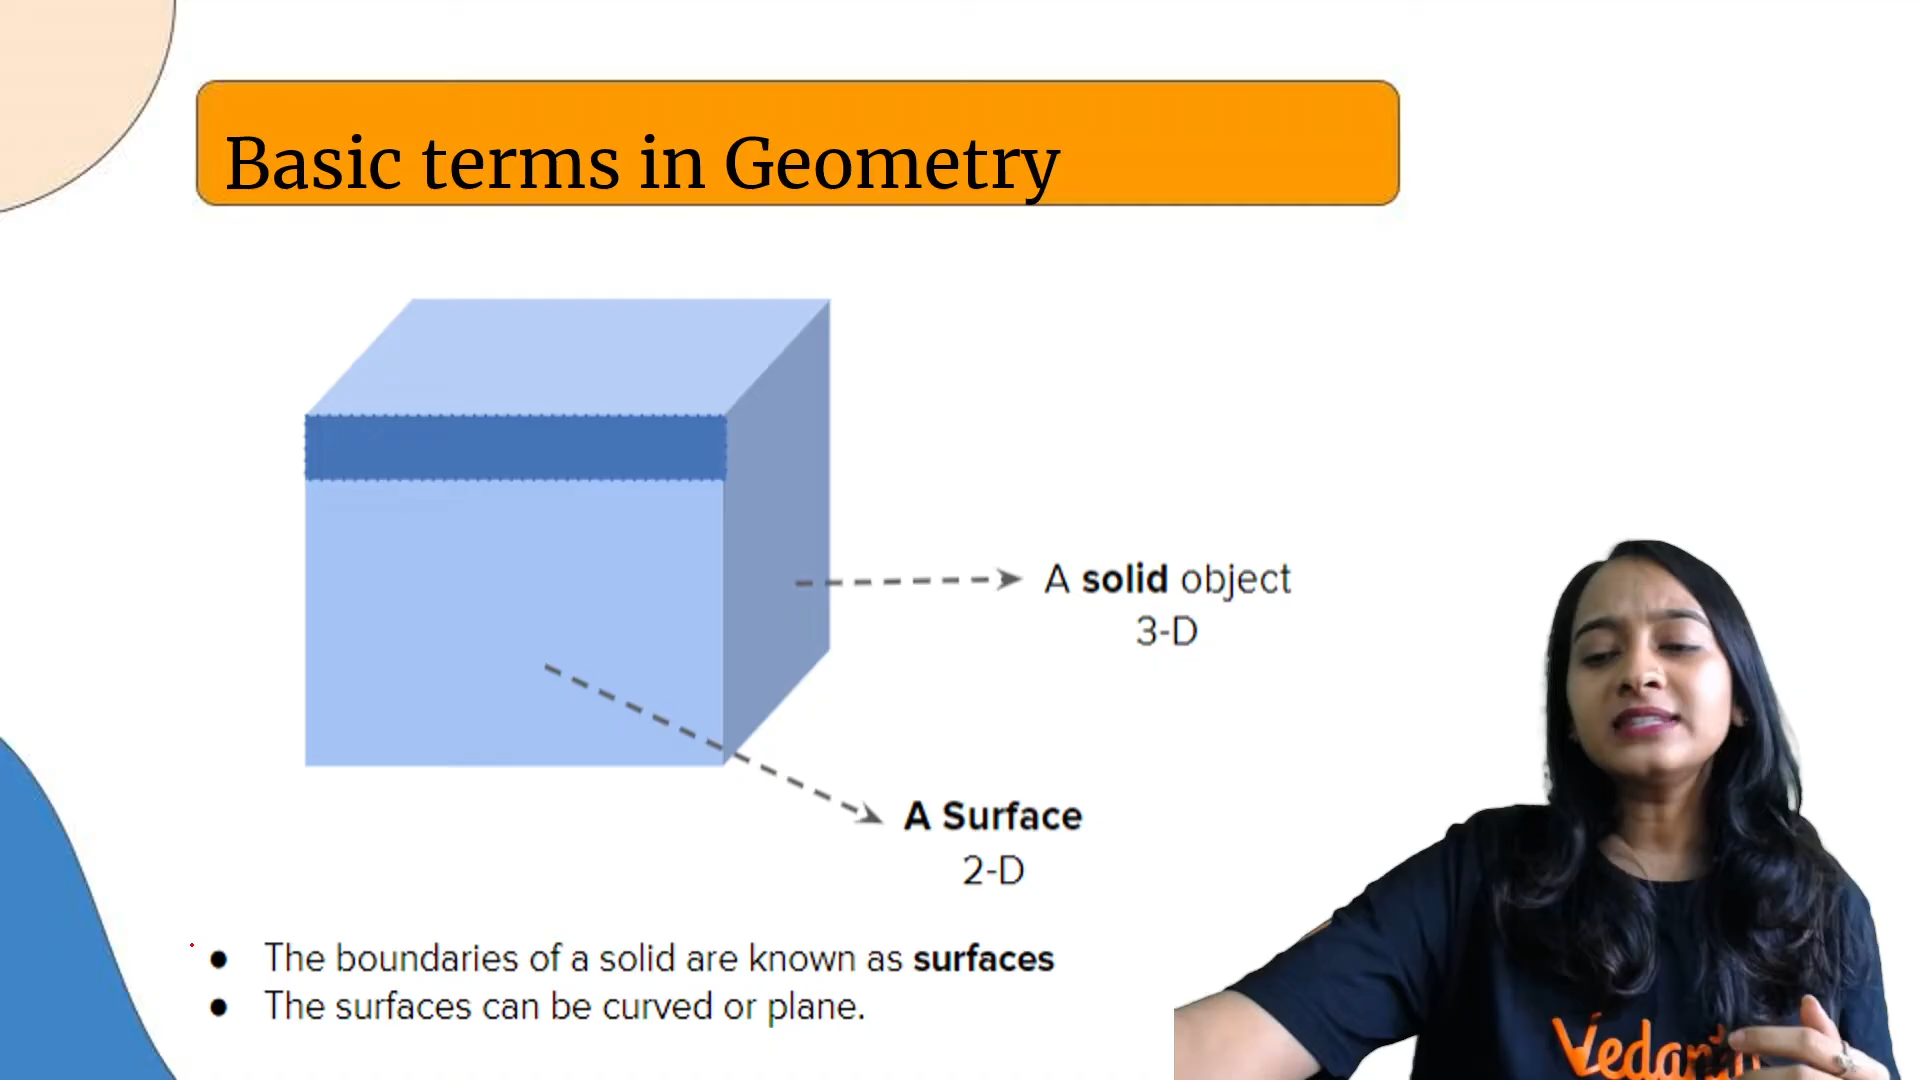 Basic terms in Geometry
A solid object
3-D
A Surface
2-D
● The boundaries of a solid are known as surfaces
● The surfaces can be curved or plane.